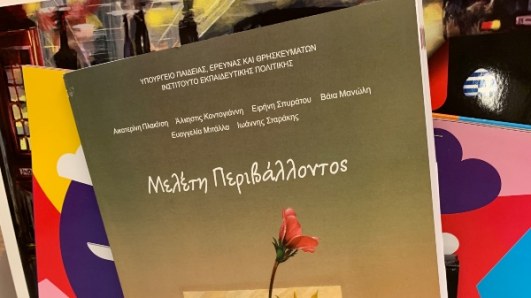 ΥΠΟΥΡΓΕΙΟ ΠΑΙΔΕΙΑΣ, ΕΡΕΥΝΑΣ ΚΑΙ ΘΡΗΣΚΕΥΜΑΤΩΝ
ΙΝΣΤΙΤΟΥΤΟ ΕΚΠΑΙΔΕΥΤΙΚΗΣ ΠΟΛΙΤΙΚΗΣ
Αικατερίνη Πλακίτση Άλκηστις Κοντογιάννη Ειρήνη Σπυράτου Βάια Μανώλη
Ευαγγελία Μπάλλα Ιωάννης Σταράκης
Μελέτη Περιβάλλοντος